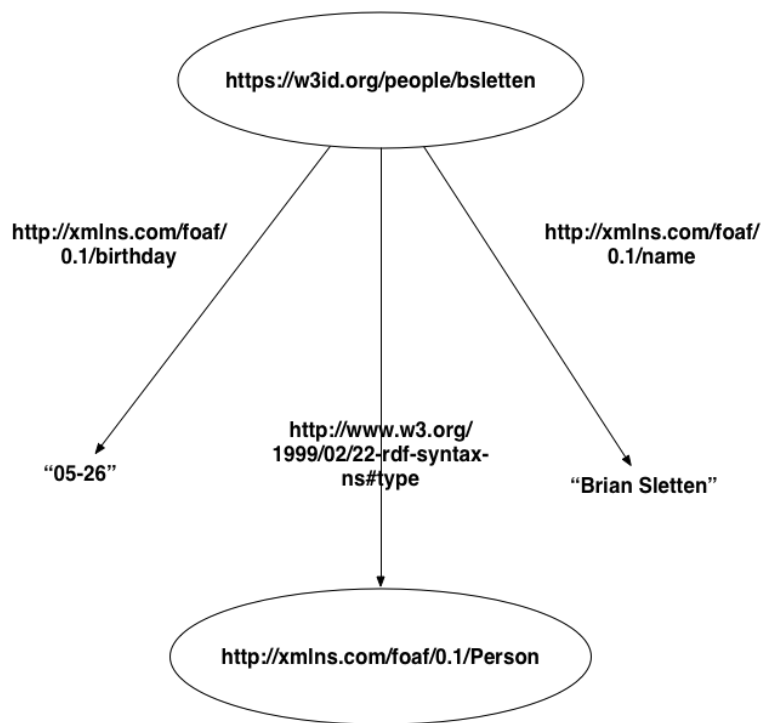 https://w3id.org/people/bsletten
http://xmlns.com/foaf/
0.1/birthday
http://xmlns.com/foaf/
0.1/name
http://www.w3.org/
1999/02/22-rdf-syntax-
ns#type
“05-26”
“Brian Sletten”
http://xmlns.com/foaf/0.1/Person